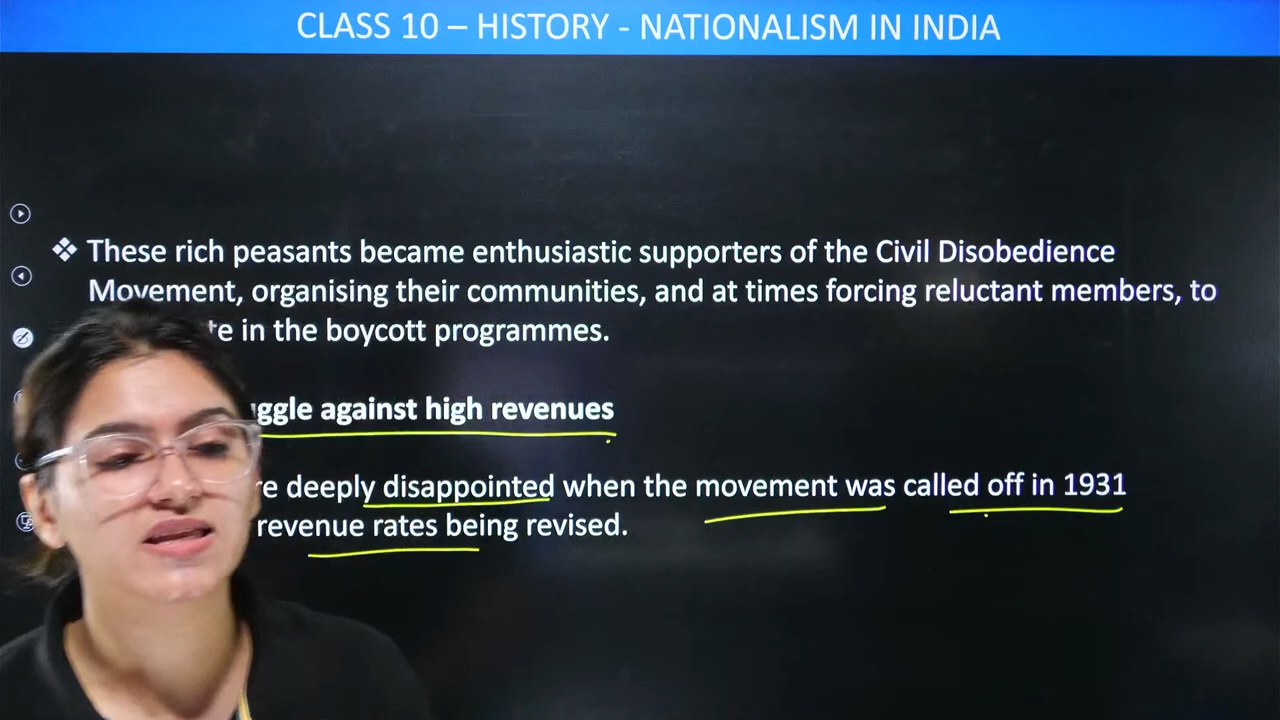 CLASS 10 – HISTORY - NATIONALISM IN INDIA
❖ These rich peasants became enthusiastic supporters of the Civil Disobedience
Movement, organising their communities, and at times forcing reluctant members, to
te in the boycott programmes.
ggle against high revenues
re deeply disappointed when the movement was called off in 1931
revenue rates being revised.